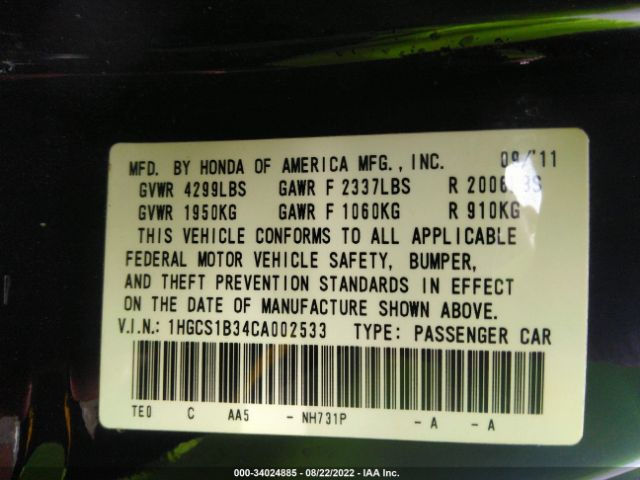 MFD. BY HONDA OF AMERICA MFG., INC. 09/11
GVWR 4299LBS GAWR F 2337LBS R 2006LBS
GVWR 1950KG GAWR F 1060KG R 910KG
THIS VEHICLE CONFORMS TO ALL APPLICABLE
FEDERAL MOTOR VEHICLE SAFETY, BUMPER,
AND THEFT PREVENTION STANDARDS IN EFFECT
ON THE DATE OF MANUFACTURE SHOWN ABOVE.
V.I.N.: 1HGCS1B34CA002533 TYPE: PASSENGER CAR
TE0 C AA5 - NH731P - A - A
000-34024885 - 08/22/2022 - IAA Inc.